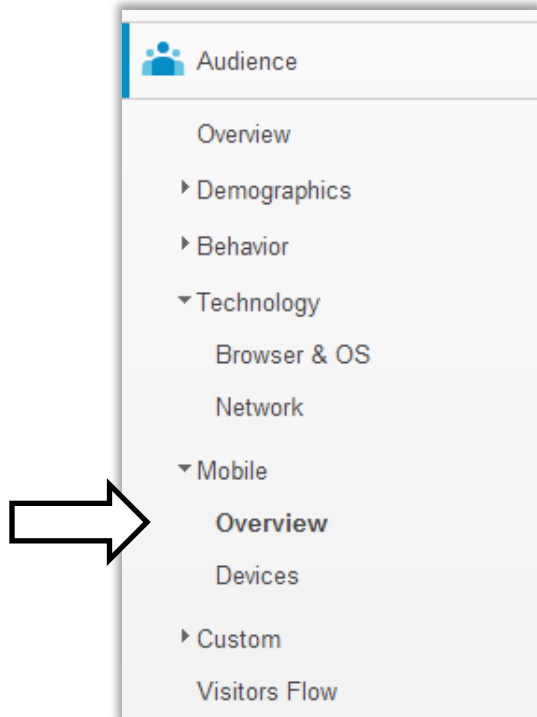 Audience
Overview
Demographics
Behavior
Technology
Browser & OS
Network
Mobile
Overview
Devices
Custom
Visitors Flow